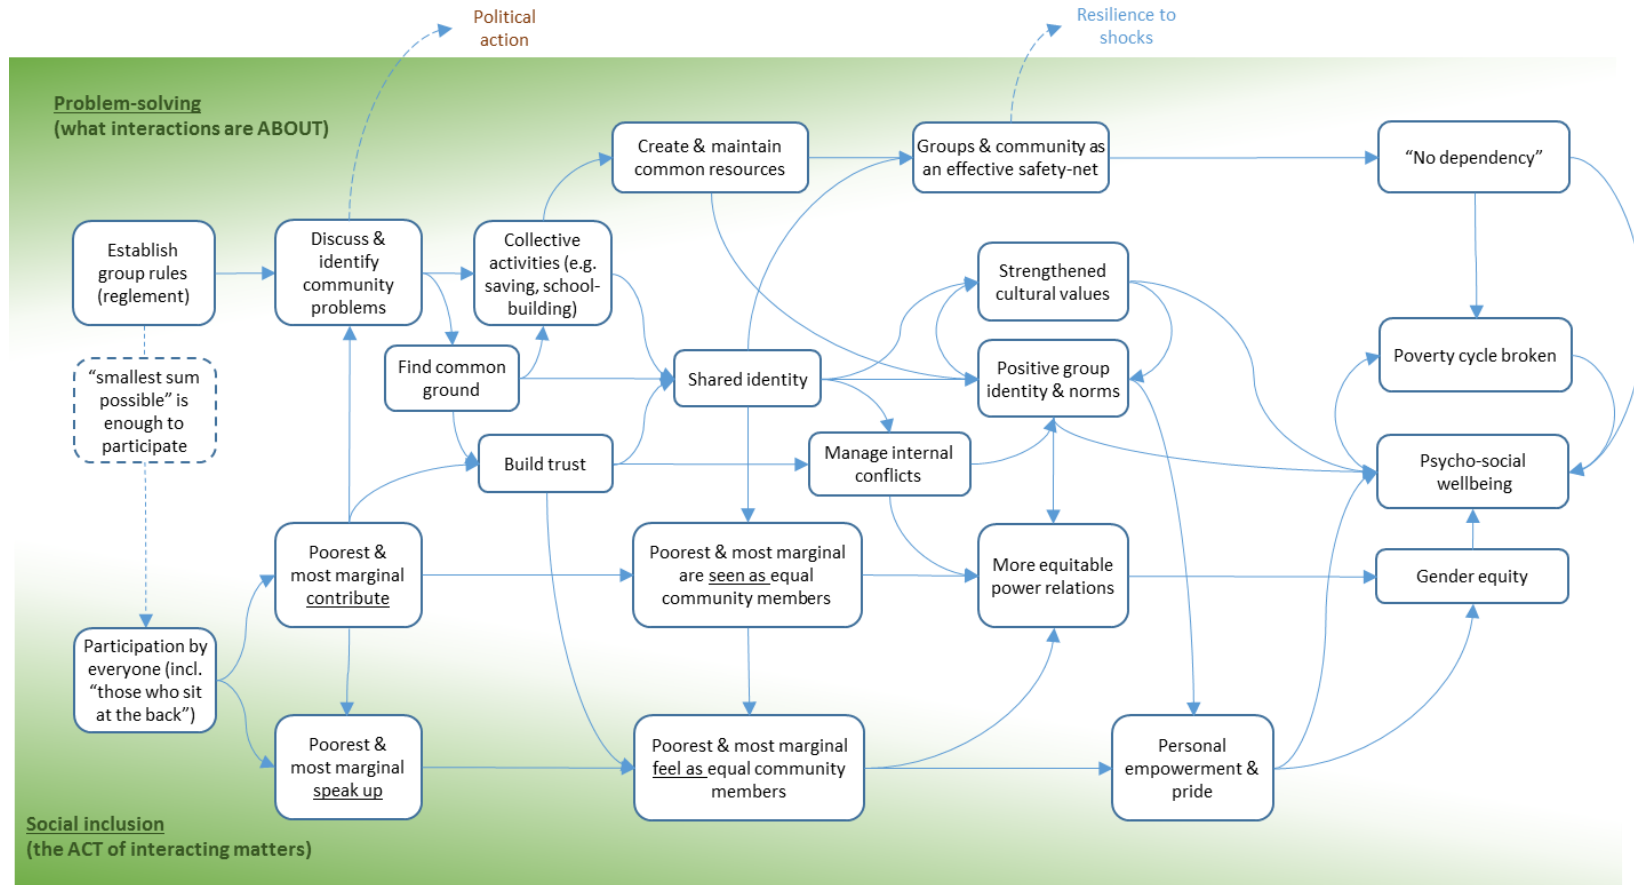 Political
action
Resilience to
shocks
Problem-solving
(what interactions are ABOUT)
Create & maintain
common resources
Groups & community as
an effective safety-net
“No dependency”
Establish
group rules
(reglement)
Discuss &
identify
community
problems
Collective
activities (e.g.
saving, school-
building)
Strengthened
cultural values
“smallest sum
possible” is
enough to
participate
Find common
ground
Shared identity
Positive group
identity & norms
Poverty cycle broken
Build trust
Manage internal
conflicts
Psycho-social
wellbeing
Poorest &
most marginal
contribute
Poorest & most marginal
are seen as equal
community members
More equitable
power relations
Gender equity
Participation by
everyone (incl.
“those who sit
at the back”)
Poorest &
most marginal
speak up
Poorest & most marginal
feel as equal community
members
Personal
empowerment &
pride
Social inclusion
(the ACT of interacting matters)